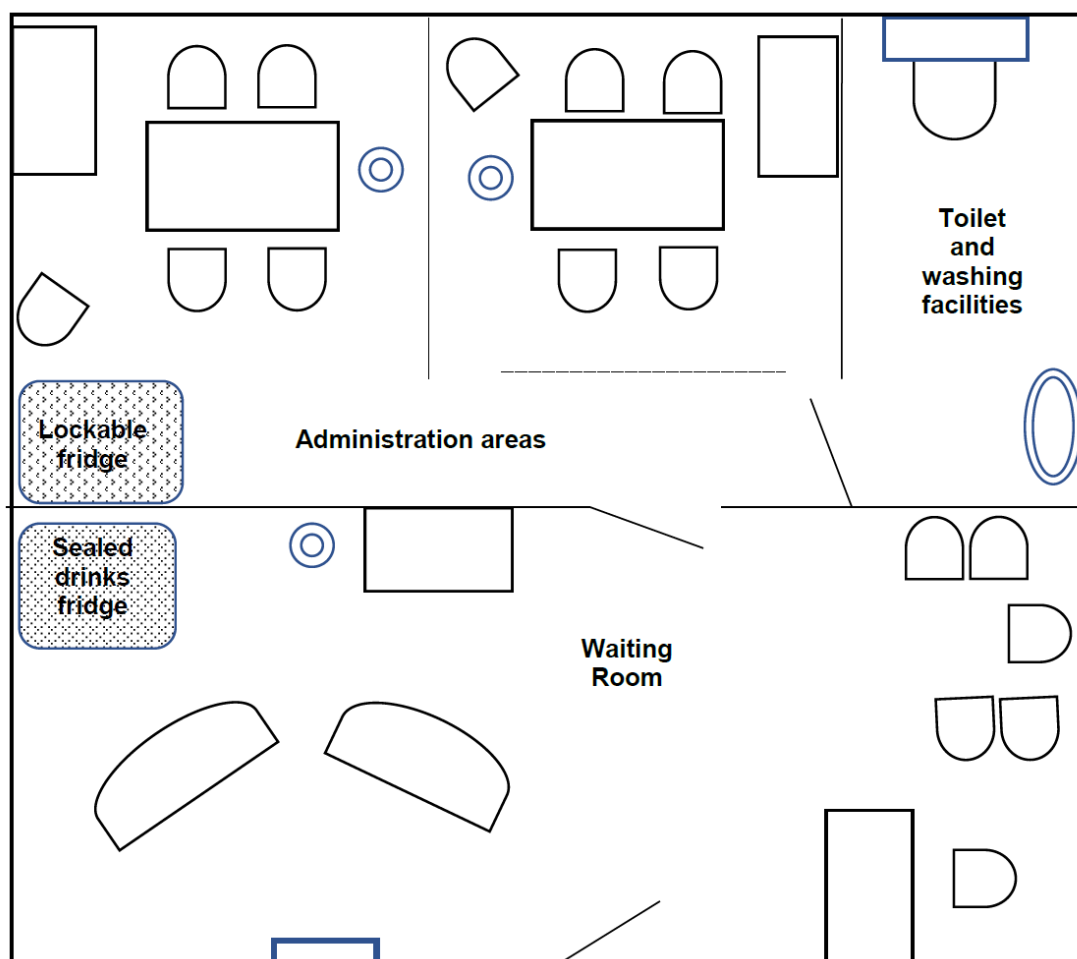 Toilet
and
washing
facilities
Lockable
fridge
Administration areas
Sealed
drinks
fridge
Waiting
Room